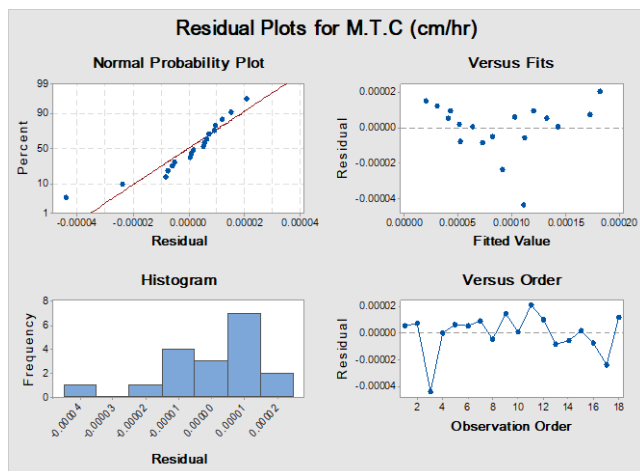 Residual Plots for M.T.C (cm/hr)
Normal Probability Plot
99
90
50
10
1
Percent
-0.00004 -0.00002 0.00000 0.00002 0.00004
Residual
Versus Fits
0.00002
0.00000
-0.00002
-0.00004
Residual
0.00000 0.00005 0.00010 0.00015 0.00020
Fitted Value
Histogram
8
6
4
2
0
Frequency
-0.00004 -0.00003 -0.00002 -0.00001 0.00000 0.00001 0.00002
Residual
Versus Order
0.00002
0.00000
-0.00002
-0.00004
Residual
2 4 6 8 10 12 14 16 18
Observation Order